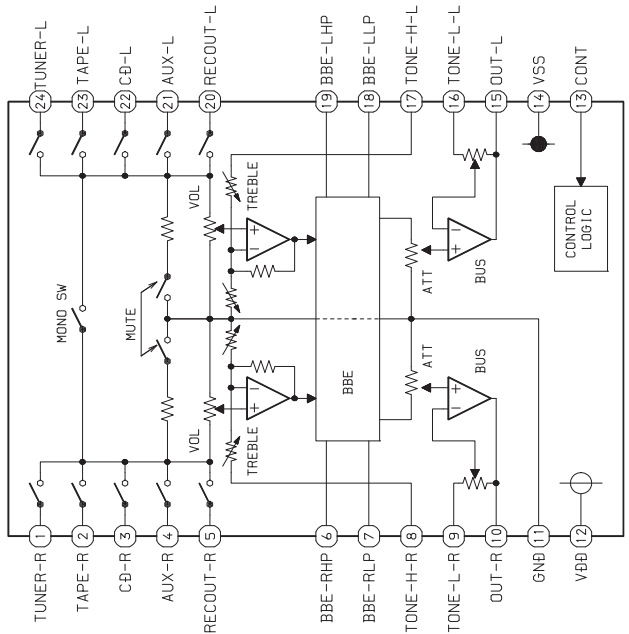 TUNER-L
TAPE-L
CD-L
AUX-L
RECOUT-L
BBE-LHP
BBE-LLP
TONE-H-L
TONE-L-L
OUT-L
VSS
CONT
24
23
22
21
20
19
18
17
16
15
14
13
VOL
TREBLE
CONTROL
LOGIC
+
−
ATT
+
−
BUS
MONO SW
MUTE
BBE
ATT
BUS
−
+
−
+
VOL
TREBLE
1
2
3
4
5
6
7
8
9
10
11
12
TUNER-R
TAPE-R
CD-R
AUX-R
RECOUT-R
BBE-RHP
BBE-RLP
TONE-H-R
TONE-L-R
OUT-R
GND
VDD